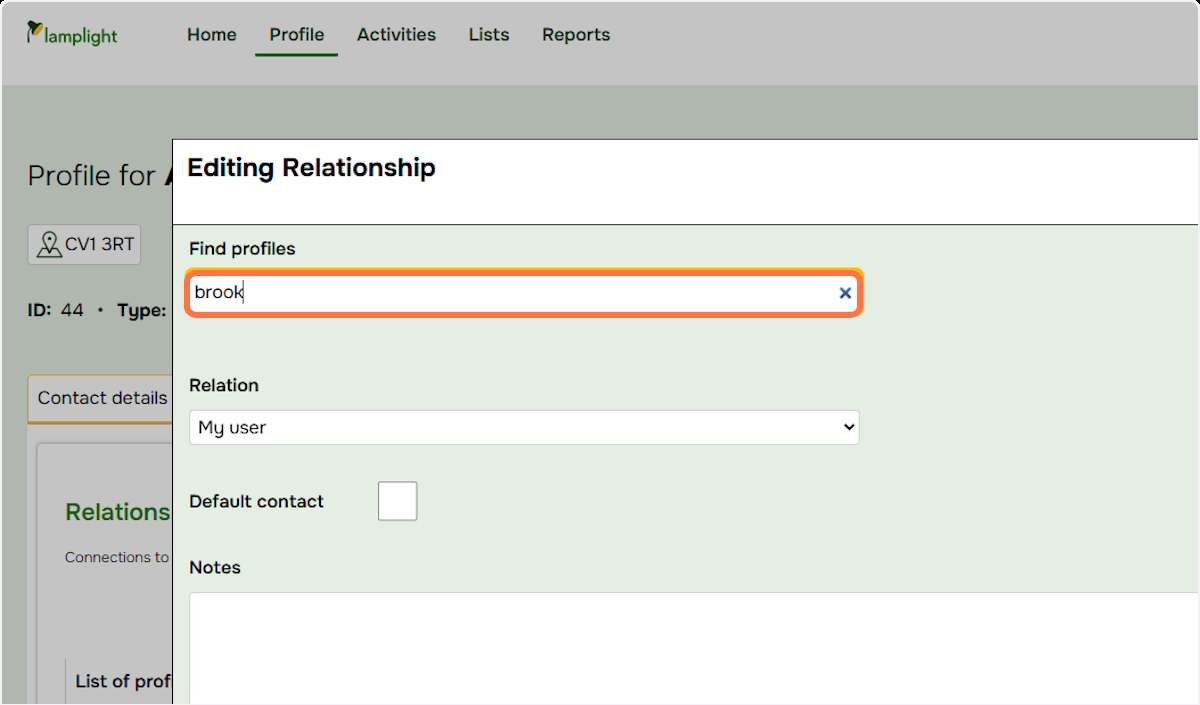 lamplight
Home Profile Activities Lists Reports
Profile for
Editing Relationship
CV1 3RT
Find profiles
brook
ID: 44 • Type:
Relation
Contact details
My user
Default contact
Relations
Connections to
Notes
List of prof